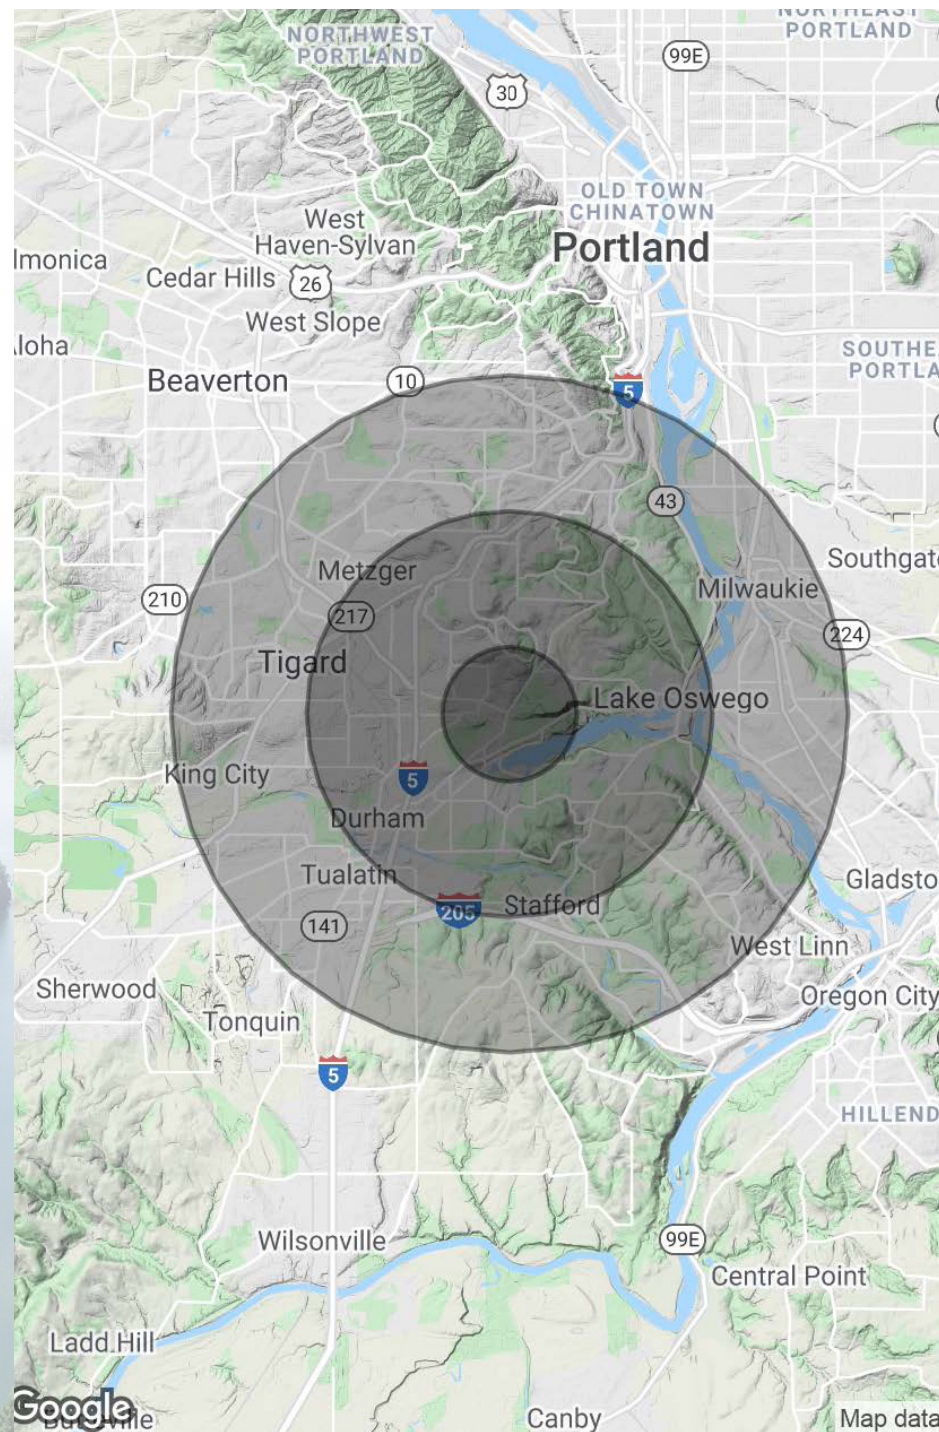 NORTHWEST
PORTLAND
NORTHEAST
PORTLAND
99E
30
OLD TOWN
CHINATOWN
West
Haven-Sylvan
Portland
lmonica
Cedar Hills
26
West Slope
Aloha
SOUTHE
PORTLA
Beaverton
10
5
43
Metzger
Southgate
Milwaukie
210
217
224
Tigard
Lake Oswego
King City
5
Durham
Tualatin
Gladsto
205
Stafford
141
West Linn
Sherwood
Oregon City
Tonquin
5
HILLEND
Wilsonville
99E
Central Point
Ladd Hill
Google
Butteville
Canby
Map data